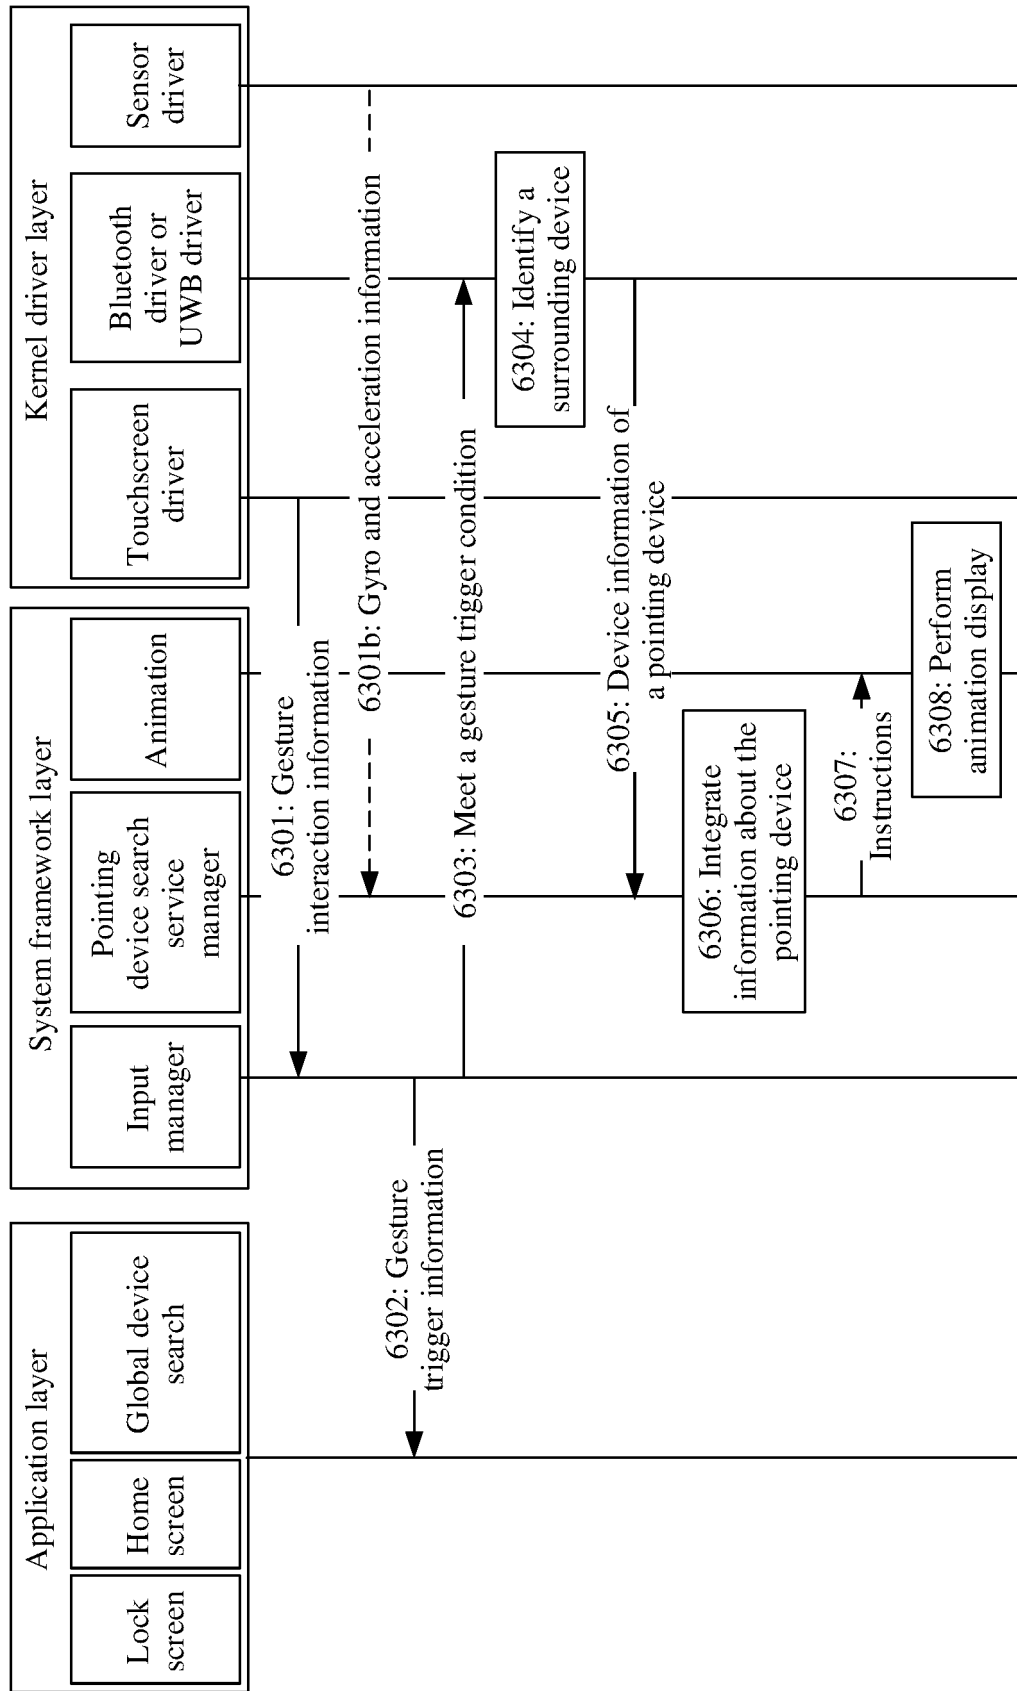 Application layer
Lock
screen
Home
screen
Global device
search
System framework layer
Input
manager
Pointing
device search
service
manager
Animation
Kernel driver layer
Touchscreen
driver
Bluetooth
driver or
UWB driver
Sensor
driver
6301: Gesture
interaction information
6301b: Gyro and acceleration information
6302: Gesture
trigger information
6303: Meet a gesture trigger condition
6304: Identify a
surrounding device
6305: Device information of
a pointing device
6306: Integrate
information about the
pointing device
6307:
Instructions
6308: Perform
animation display